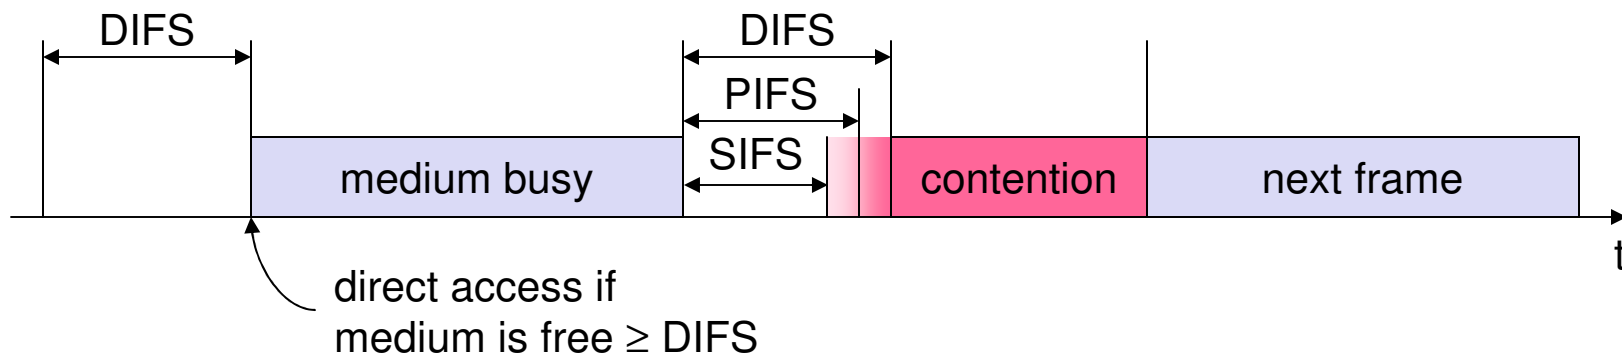 DIFS
DIFS
PIFS
SIFS
medium busy
contention
next frame
t
direct access if
medium is free ≥ DIFS